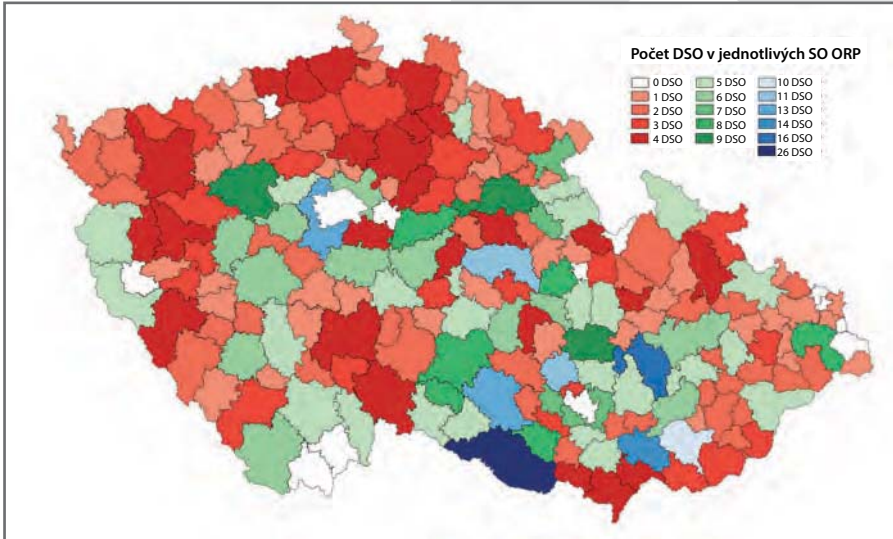 Počet DSO v jednotlivých SO ORP
0 DSO
1 DSO
2 DSO
3 DSO
4 DSO
5 DSO
6 DSO
7 DSO
8 DSO
9 DSO
10 DSO
11 DSO
13 DSO
14 DSO
16 DSO
26 DSO